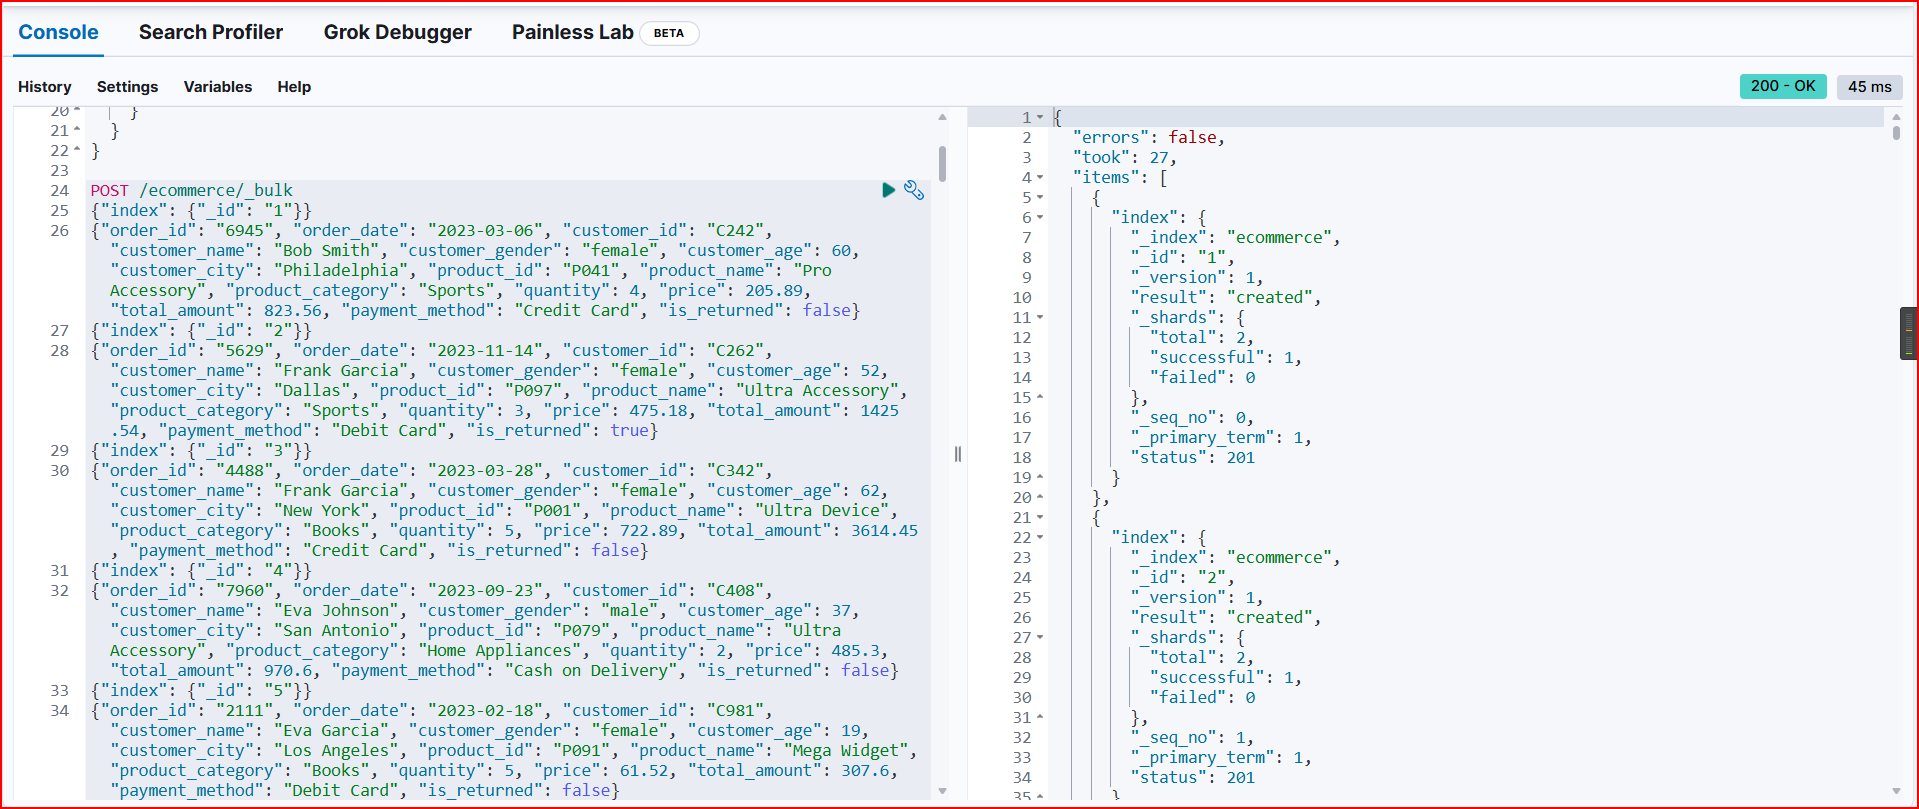 Console Search Profiler Grok Debugger Painless Lab BETA
History Settings Variables Help 200 - OK 45 ms
20 }
21 }
22 }
23
24 POST /ecommerce/_bulk
25 {"index": {"_id": "1"}}
26 {"order_id": "6945", "order_date": "2023-03-06", "customer_id": "C242",
"customer_name": "Bob Smith", "customer_gender": "female", "customer_age": 60,
"customer_city": "Philadelphia", "product_id": "P041", "product_name": "Pro
Accessory", "product_category": "Sports", "quantity": 4, "price": 205.89,
"total_amount": 823.56, "payment_method": "Credit Card", "is_returned": false}
27 {"index": {"_id": "2"}}
28 {"order_id": "5629", "order_date": "2023-11-14", "customer_id": "C262",
"customer_name": "Frank Garcia", "customer_gender": "female", "customer_age": 52,
"customer_city": "Dallas", "product_id": "P097", "product_name": "Ultra Accessory",
"product_category": "Sports", "quantity": 3, "price": 475.18, "total_amount": 1425
.54, "payment_method": "Debit Card", "is_returned": true}
29 {"index": {"_id": "3"}}
30 {"order_id": "4488", "order_date": "2023-03-28", "customer_id": "C342",
"customer_name": "Frank Garcia", "customer_gender": "female", "customer_age": 62,
"customer_city": "New York", "product_id": "P001", "product_name": "Ultra Device",
"product_category": "Books", "quantity": 5, "price": 722.89, "total_amount": 3614.45
, "payment_method": "Credit Card", "is_returned": false}
31 {"index": {"_id": "4"}}
32 {"order_id": "7960", "order_date": "2023-09-23", "customer_id": "C408",
"customer_name": "Eva Johnson", "customer_gender": "male", "customer_age": 37,
"customer_city": "San Antonio", "product_id": "P079", "product_name": "Ultra
Accessory", "product_category": "Home Appliances", "quantity": 2, "price": 485.3,
"total_amount": 970.6, "payment_method": "Cash on Delivery", "is_returned": false}
33 {"index": {"_id": "5"}}
34 {"order_id": "2111", "order_date": "2023-02-18", "customer_id": "C981",
"customer_name": "Eva Garcia", "customer_gender": "female", "customer_age": 19,
"customer_city": "Los Angeles", "product_id": "P091", "product_name": "Mega Widget",
"product_category": "Books", "quantity": 5, "price": 61.52, "total_amount": 307.6,
"payment_method": "Debit Card", "is_returned": false}
1 {
2 "errors": false,
3 "took": 27,
4 "items": [
5 {
6 "index": {
7 "_index": "ecommerce",
8 "_id": "1",
9 "_version": 1,
10 "result": "created",
11 "_shards": {
12 "total": 2,
13 "successful": 1,
14 "failed": 0
15 },
16 "_seq_no": 0,
17 "_primary_term": 1,
18 "status": 201
19 }
20 },
21 {
22 "index": {
23 "_index": "ecommerce",
24 "_id": "2",
25 "_version": 1,
26 "result": "created",
27 "_shards": {
28 "total": 2,
29 "successful": 1,
30 "failed": 0
31 },
32 "_seq_no": 1,
33 "_primary_term": 1,
34 "status": 201
35 }